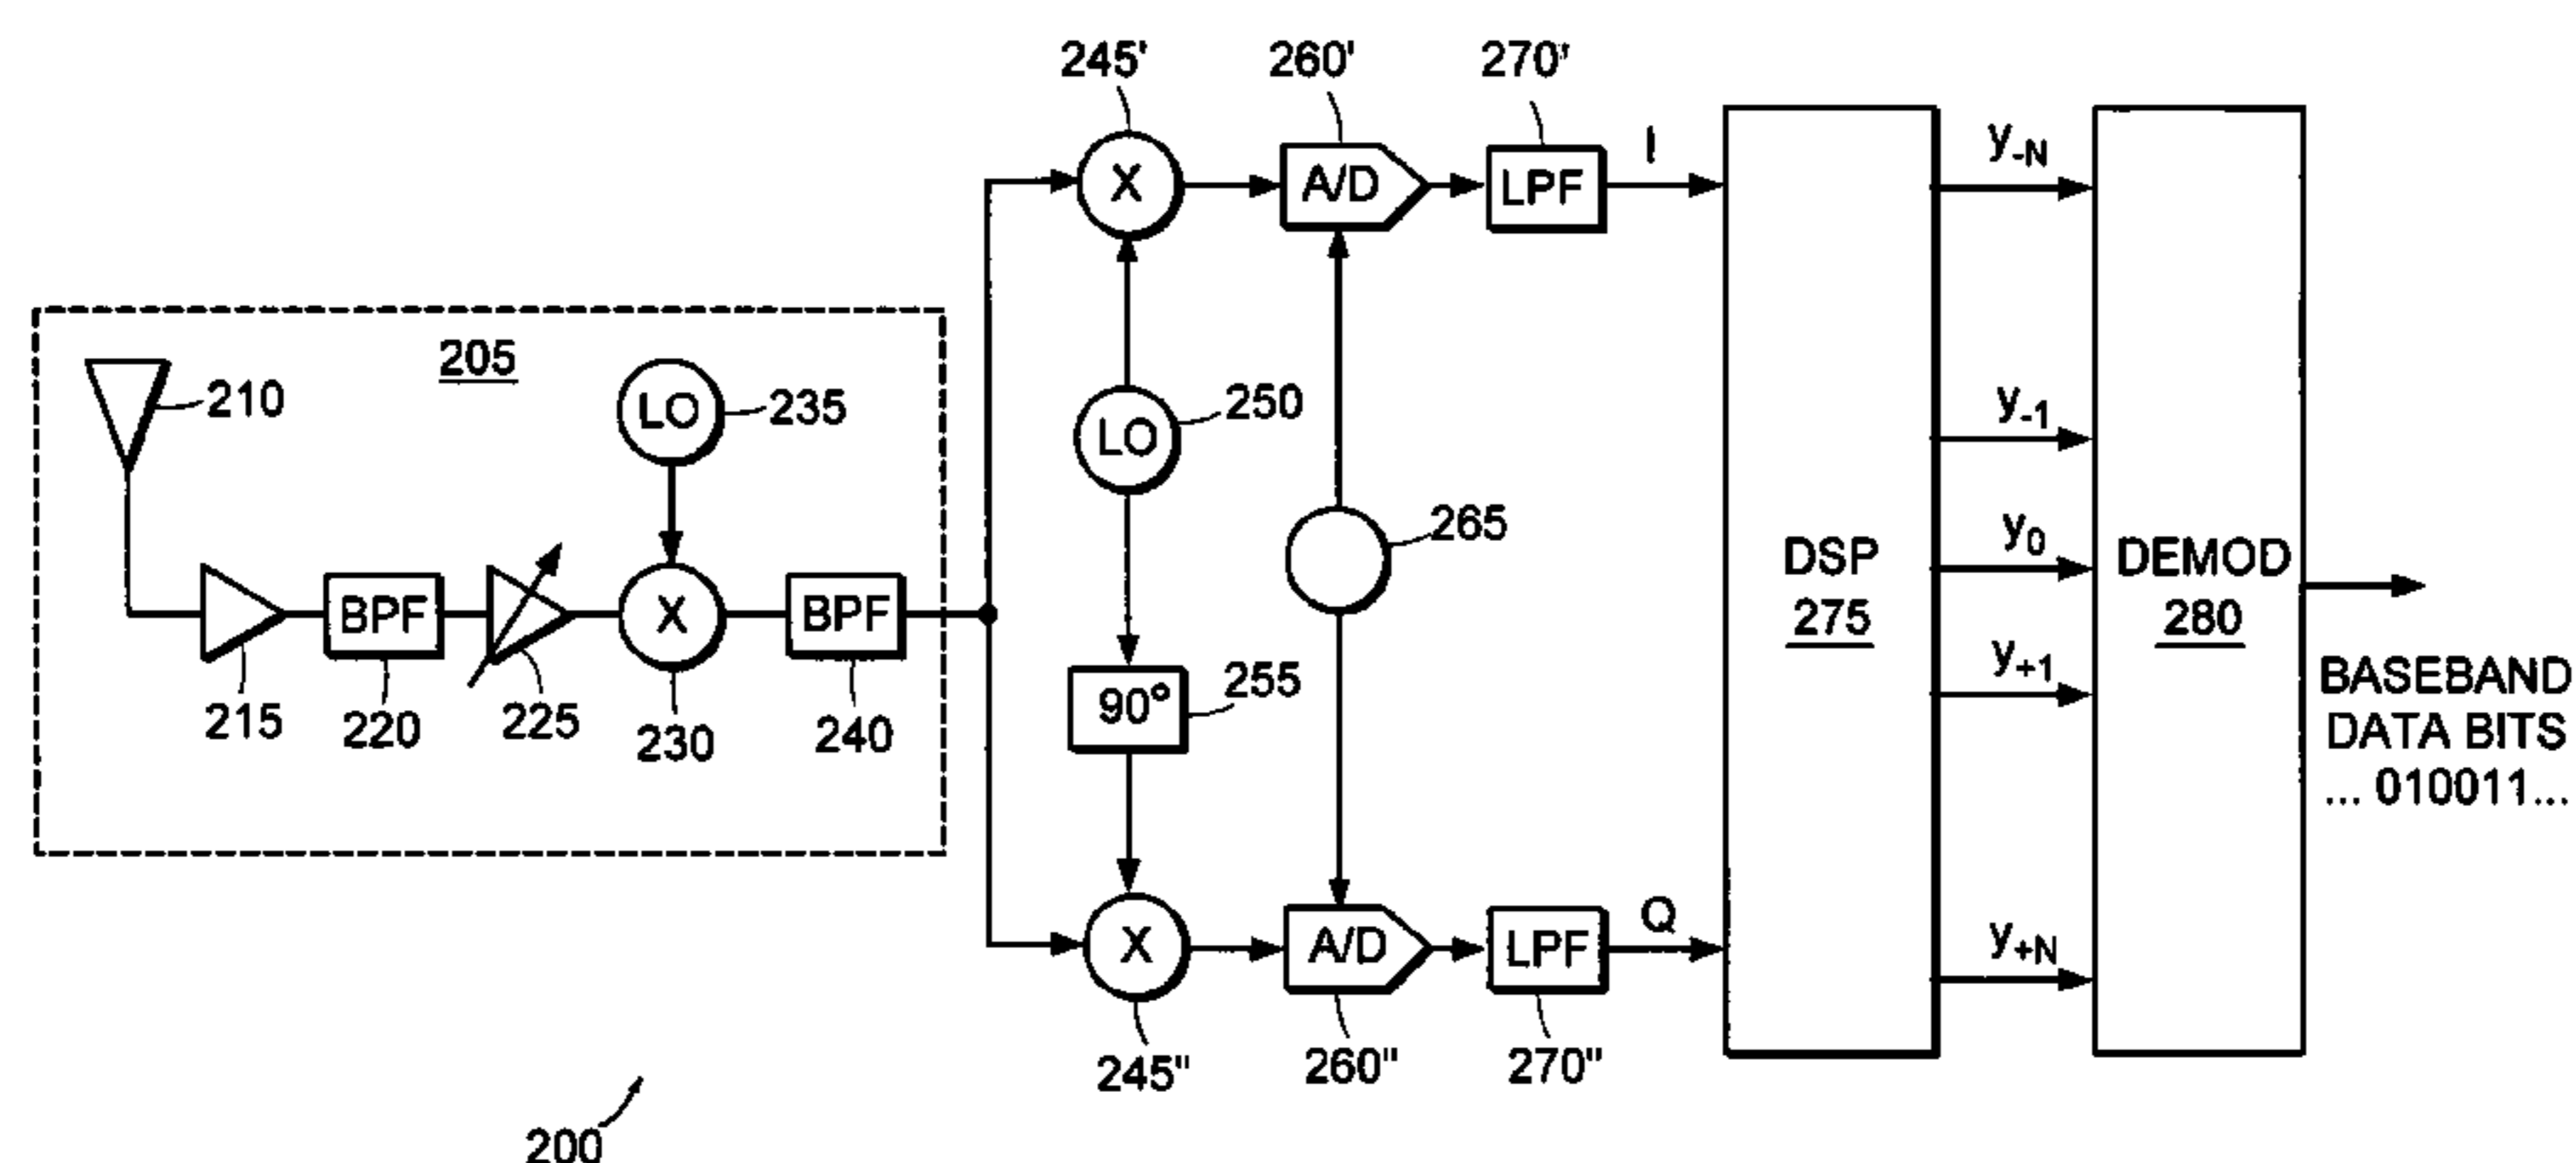 245'
260'
270'
X
A/D
LPF
I
y-N
205
210
LO
235
LO
250
y-1
265
y0
DSP
275
DEMOD
280
BPF
X
BPF
215
220
225
230
240
90°
255
y+1
BASEBAND
DATA BITS
... 010011...
X
A/D
LPF
Q
y+N
245"
260"
270"
200